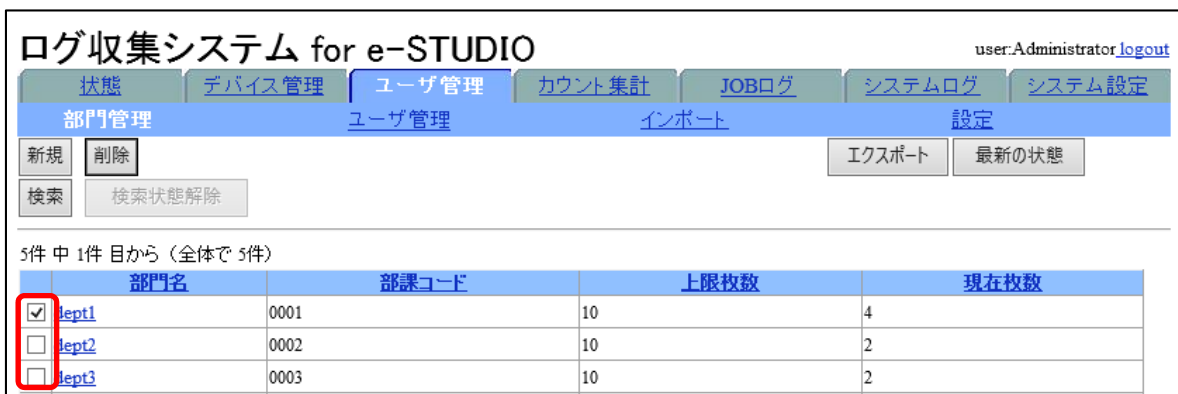 ログ収集システム for e-STUDIO
user:Administrator logout
状態 デバイス管理 ユーザ管理 カウント集計 JOBログ システムログ システム設定
部門管理 ユーザ管理 インポート 設定
新規 削除 エクスポート 最新の状態
検索 検索状態解除
5件 中 1件 目から（全体で 5件）
部門名 部課コード 上限枚数 現在枚数
dept1 0001 10 4
dept2 0002 10 2
dept3 0003 10 2